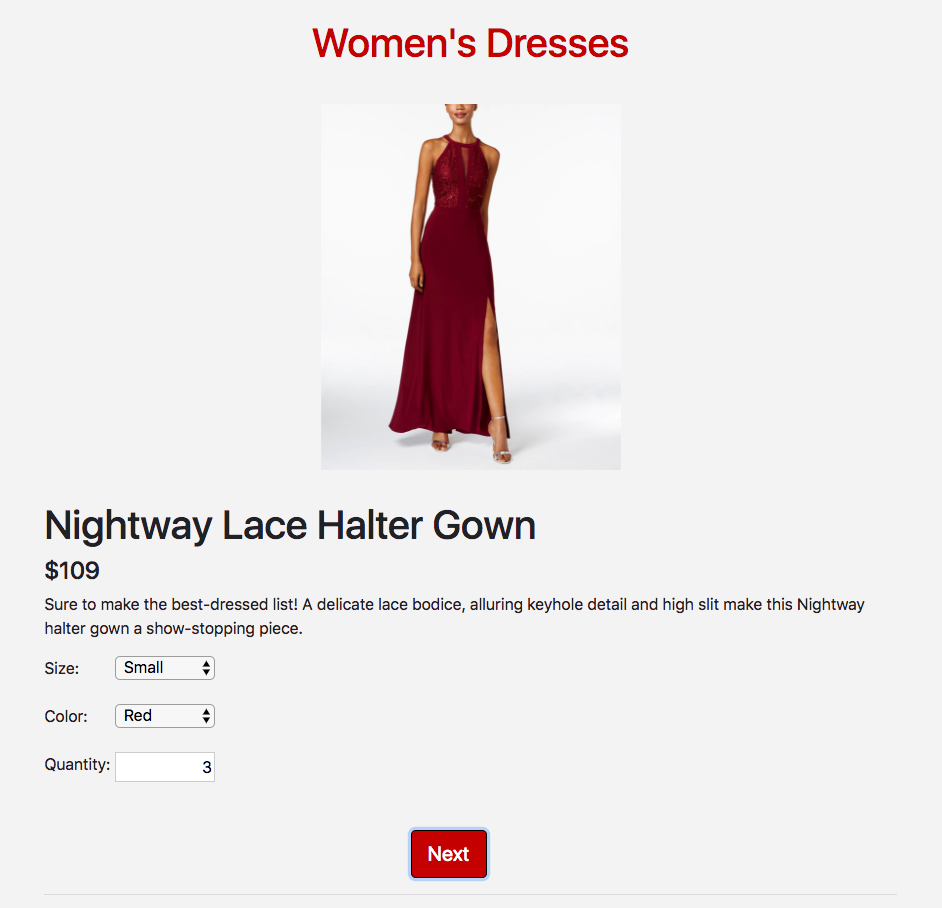 Women's Dresses
Nightway Lace Halter Gown
$109
Sure to make the best-dressed list! A delicate lace bodice, alluring keyhole detail and high slit make this Nightway
halter gown a show-stopping piece.
Size: Small
Color: Red
Quantity: 3
Next